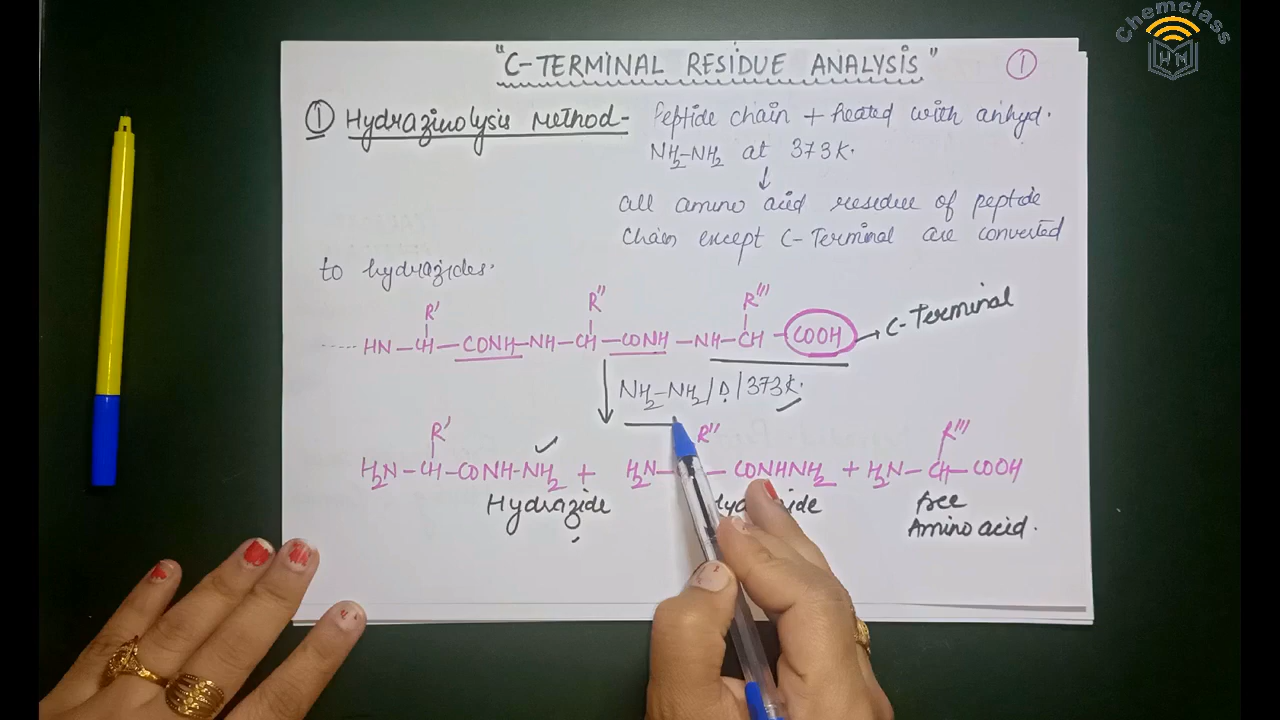 Chemclass
HM
"C-TERMINAL RESIDUE ANALYSIS"
①
① Hydrazinolysis Method- Peptide chain + heated with anhyd.
NH₂-NH₂ at 373K.
↓
all amino acid residue of peptide
chain except C-Terminal are converted
to hydrazides.
R' R'' R'''
----- HN-CH-CONH-NH-CH-CONH-NH-CH-COOH → C-Terminal
NH₂-NH₂/Δ/373K.
R' R'' R'''
H₂N-CH-CONH-NH₂ + H₂N- -CONHNH₂ + H₂N-CH-COOH
Hydrazide free
Amino acid.